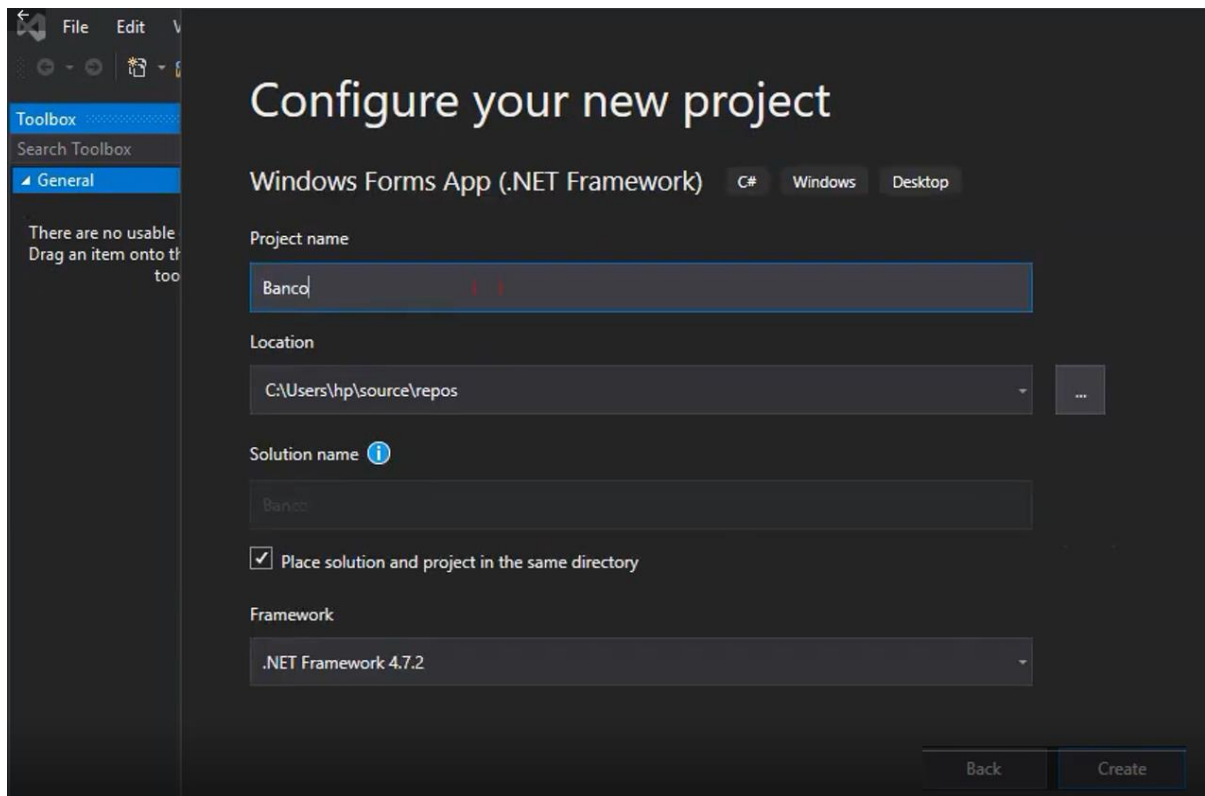 File Edit V
Toolbox
Search Toolbox
General
There are no usable
Drag an item onto th
too
Configure your new project
Windows Forms App (.NET Framework) C# Windows Desktop
Project name
Banco
Location
C:\Users\hp\source\repos
...
Solution name
Banco
Place solution and project in the same directory
Framework
.NET Framework 4.7.2
Back Create